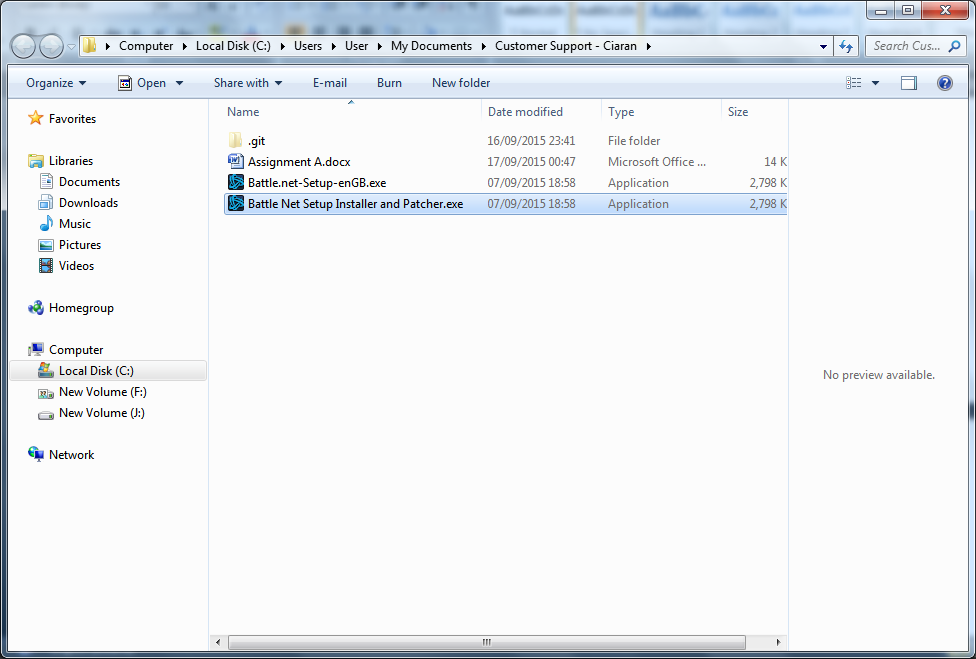 Computer Local Disk (C:) Users User My Documents Customer Support - Ciaran Search Cus...
Organize Open Share with E-mail Burn New folder
Name Date modified Type Size
Favorites
Libraries
Documents
Downloads
Music
Pictures
Videos
Homegroup
Computer
Local Disk (C:)
New Volume (F:)
New Volume (J:)
Network
.git 16/09/2015 23:41 File folder
Assignment A.docx 17/09/2015 00:47 Microsoft Office ... 14 K
Battle.net-Setup-enGB.exe 07/09/2015 18:58 Application 2,798 K
Battle Net Setup Installer and Patcher.exe 07/09/2015 18:58 Application 2,798 K
No preview available.